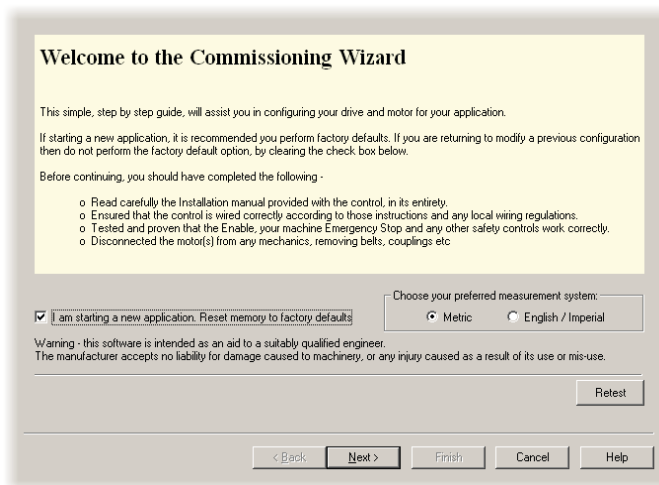 Welcome to the Commissioning Wizard
This simple, step by step guide, will assist you in configuring your drive and motor for your application.
If starting a new application, it is recommended you perform factory defaults. If you are returning to modify a previous configuration
then do not perform the factory default option, by clearing the check box below.
Before continuing, you should have completed the following -
o Read carefully the Installation manual provided with the control, in its entirety.
o Ensured that the control is wired correctly according to those instructions and any local wiring regulations.
o Tested and proven that the Enable, your machine Emergency Stop and any other safety controls work correctly.
o Disconnected the motor(s) from any mechanics, removing belts, couplings etc
Choose your preferred measurement system:
I am starting a new application. Reset memory to factory defaults
Metric English / Imperial
Warning - this software is intended as an aid to a suitably qualified engineer.
The manufacturer accepts no liability for damage caused to machinery, or any injury caused as a result of its use or mis-use.
Retest
< Back Next > Finish Cancel Help